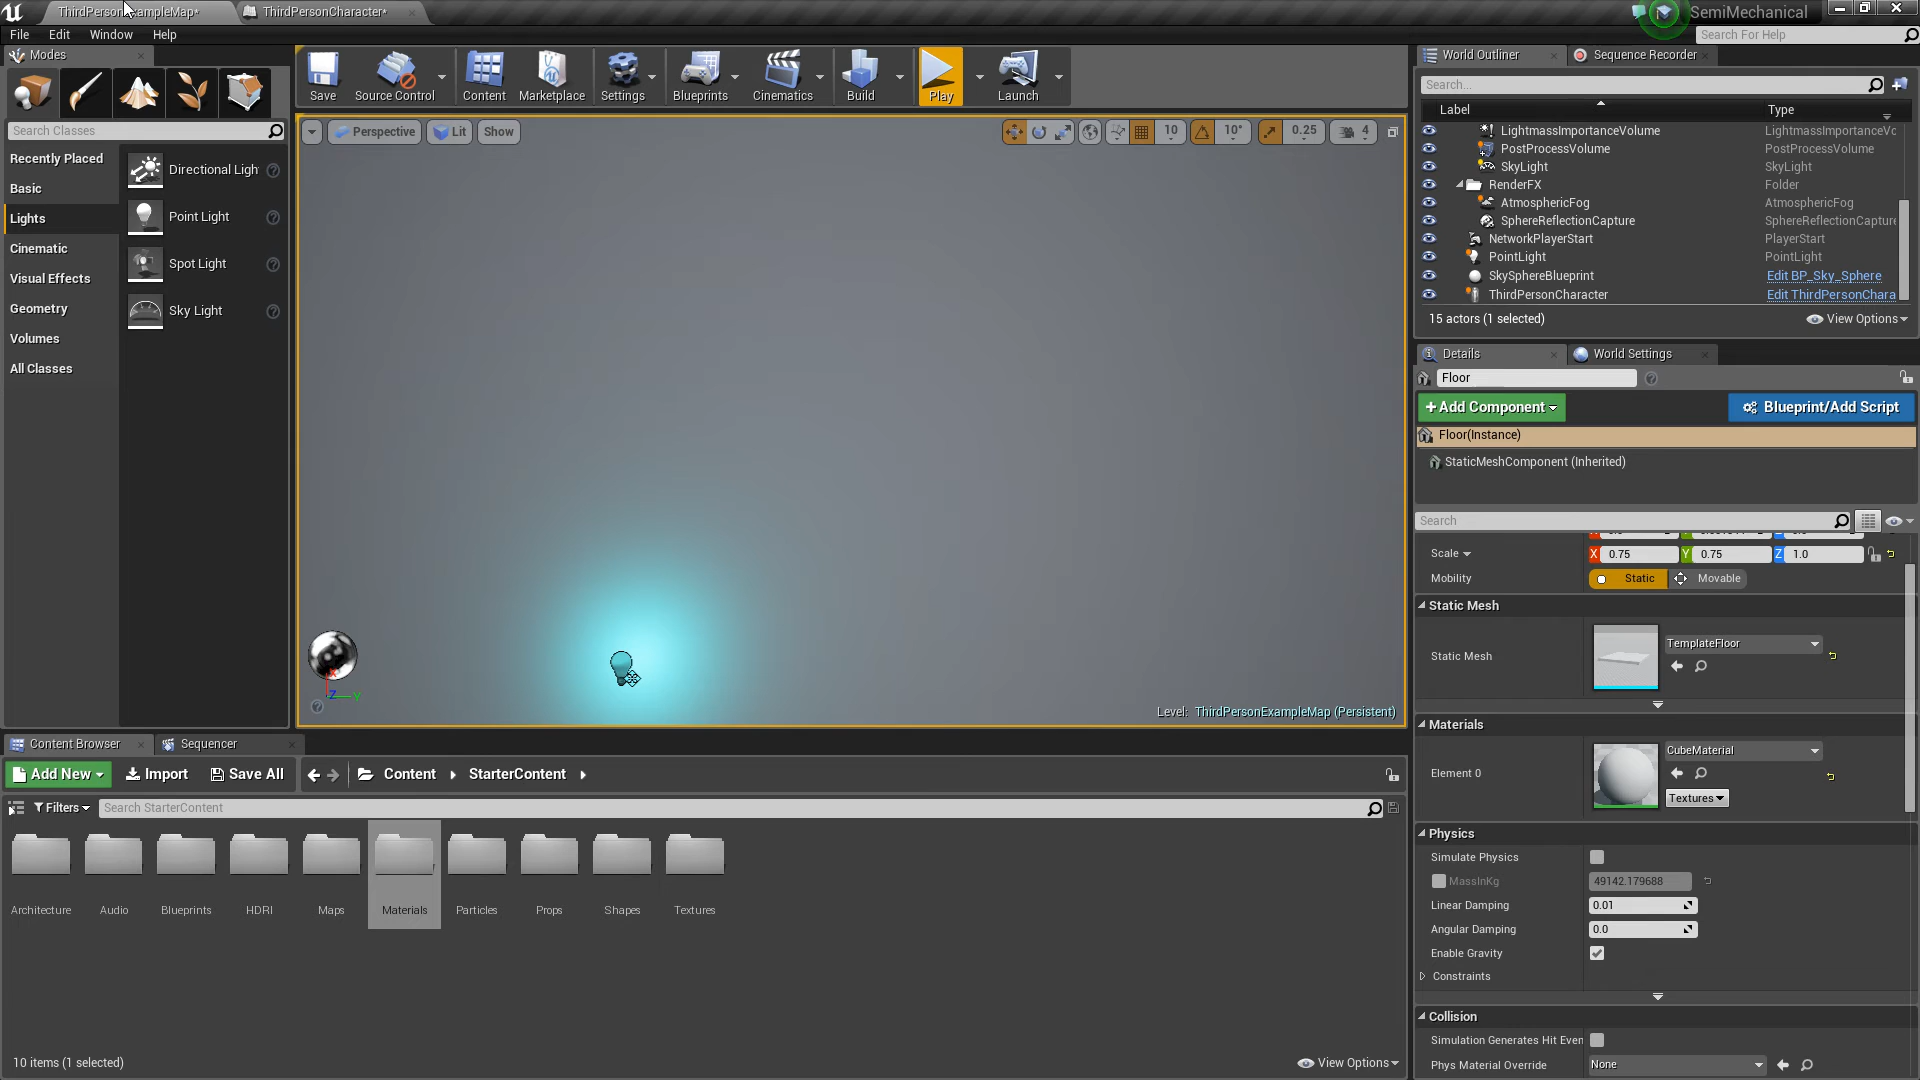 ThirdPersonExampleMap*
ThirdPersonCharacter*
SemiMechanical
File Edit Window Help
Search For Help
Modes
Search Classes
Recently Placed
Basic
Lights
Cinematic
Visual Effects
Geometry
Volumes
All Classes
Directional Ligh
Point Light
Spot Light
Sky Light
Save
Source Control
Content
Marketplace
Settings
Blueprints
Cinematics
Build
Play
Launch
Perspective
Lit
Show
10
10°
0.25
4
Level: ThirdPersonExampleMap (Persistent)
World Outliner
Sequence Recorder
Search...
Label Type
LightmassImportanceVolume LightmassImportanceVc
PostProcessVolume PostProcessVolume
SkyLight SkyLight
RenderFX Folder
AtmosphericFog AtmosphericFog
SphereReflectionCapture SphereReflectionCapture
NetworkPlayerStart PlayerStart
PointLight PointLight
SkySphereBlueprint Edit BP_Sky_Sphere
ThirdPersonCharacter Edit ThirdPersonChara
15 actors (1 selected)
View Options
Details
World Settings
Floor
+Add Component
Blueprint/Add Script
Floor(Instance)
StaticMeshComponent (Inherited)
Search
Scale X 0.75 Y 0.75 Z 1.0
Mobility Static Movable
Static Mesh
Static Mesh TemplateFloor
Materials
Element 0 CubeMaterial
Textures
Physics
Simulate Physics
MassInKg 49142.179688
Linear Damping 0.01
Angular Damping 0.0
Enable Gravity
Constraints
Collision
Simulation Generates Hit Even
Phys Material Override None
Content Browser
Sequencer
Add New
Import
Save All
Content
StarterContent
Filters
Search StarterContent
Architecture
Audio
Blueprints
HDRI
Maps
Materials
Particles
Props
Shapes
Textures
10 items (1 selected)
View Options